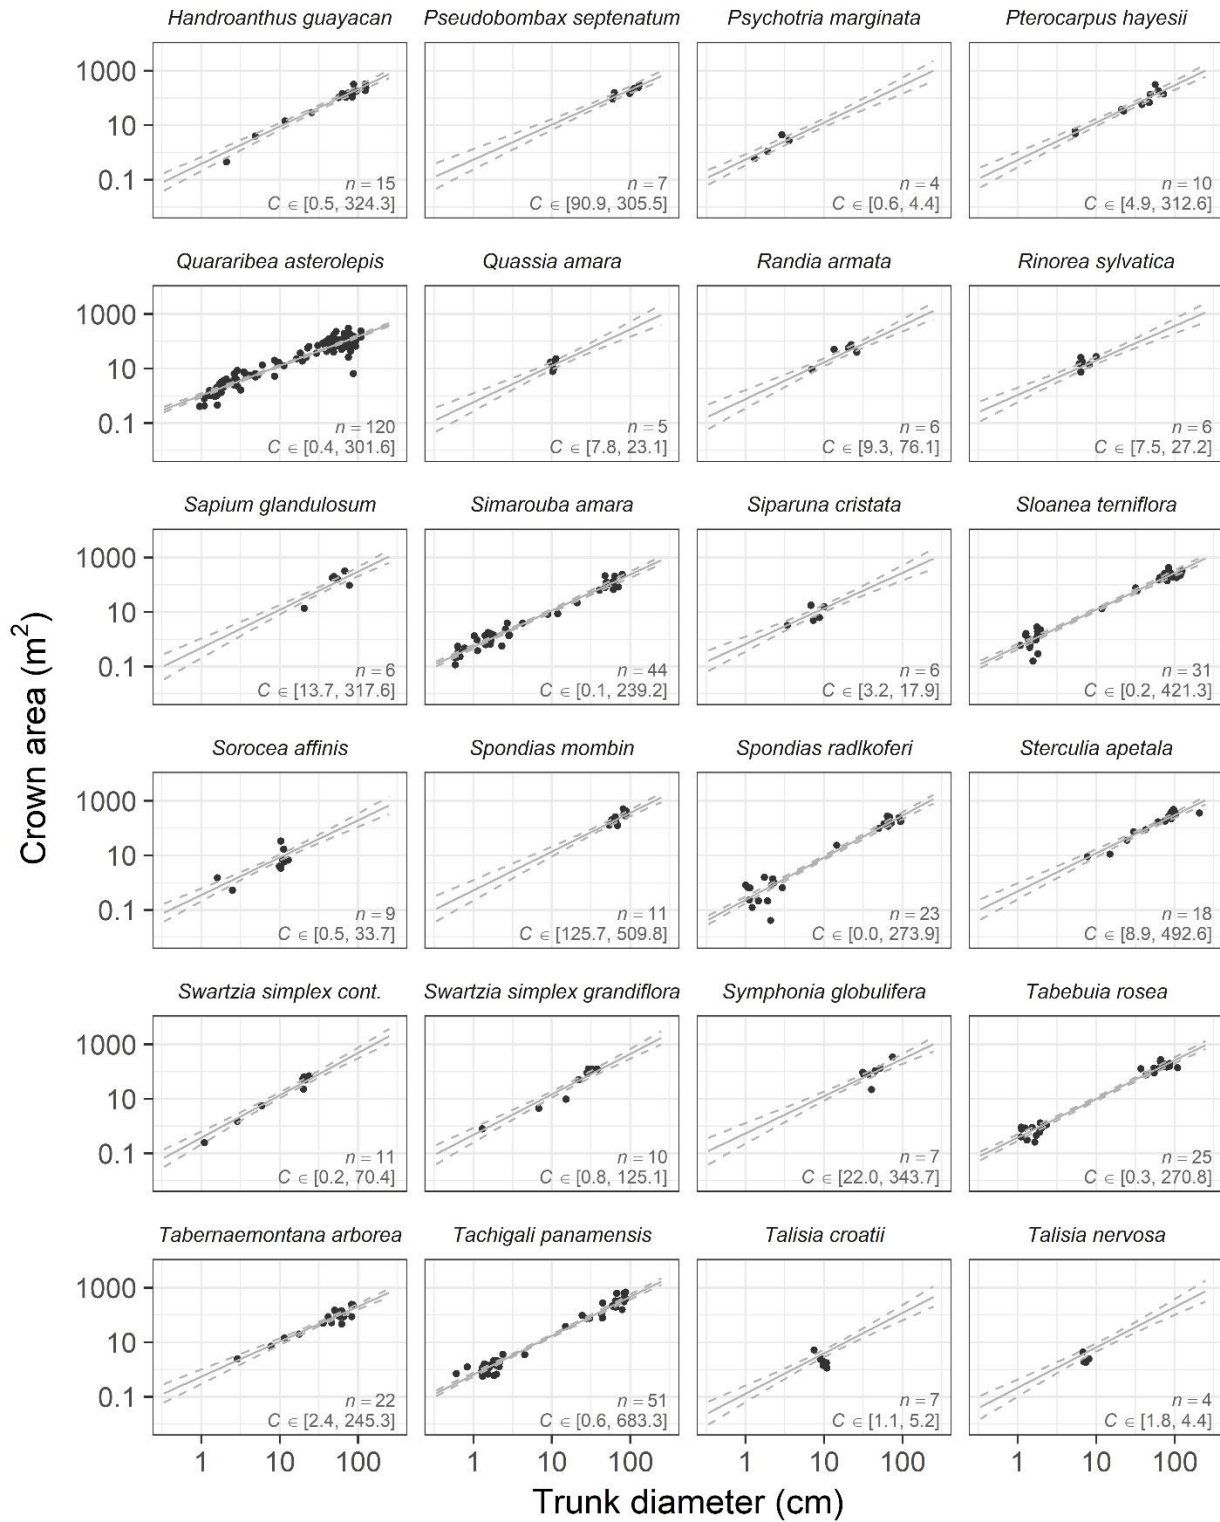 Handroanthus guayacan Pseudobombax septenatum Psychotria marginata Pterocarpus hayesii
1000
10
0.1
n = 15 n = 7 n = 4 n = 10
C ∈ [0.5, 324.3] C ∈ [90.9, 305.5] C ∈ [0.6, 4.4] C ∈ [4.9, 312.6]
Quararibea asterolepis Quassia amara Randia armata Rinorea sylvatica
1000
10
0.1
n = 120 n = 5 n = 6 n = 6
C ∈ [0.4, 301.6] C ∈ [7.8, 23.1] C ∈ [9.3, 76.1] C ∈ [7.5, 27.2]
Sapium glandulosum Simarouba amara Siparuna cristata Sloanea terniflora
1000
10
0.1
n = 6 n = 44 n = 6 n = 31
C ∈ [13.7, 317.6] C ∈ [0.1, 239.2] C ∈ [3.2, 17.9] C ∈ [0.2, 421.3]
Crown area (m²)
Sorocea affinis Spondias mombin Spondias radlkoferi Sterculia apetala
1000
10
0.1
n = 9 n = 11 n = 23 n = 18
C ∈ [0.5, 33.7] C ∈ [125.7, 509.8] C ∈ [0.0, 273.9] C ∈ [8.9, 492.6]
Swartzia simplex cont. Swartzia simplex grandiflora Symphonia globulifera Tabebuia rosea
1000
10
0.1
n = 11 n = 10 n = 7 n = 25
C ∈ [0.2, 70.4] C ∈ [0.8, 125.1] C ∈ [22.0, 343.7] C ∈ [0.3, 270.8]
Tabernaemontana arborea Tachigali panamensis Talisia croatii Talisia nervosa
1000
10
0.1
n = 22 n = 51 n = 7 n = 4
C ∈ [2.4, 245.3] C ∈ [0.6, 683.3] C ∈ [1.1, 5.2] C ∈ [1.8, 4.4]
1 10 100 1 10 100 1 10 100 1 10 100
Trunk diameter (cm)